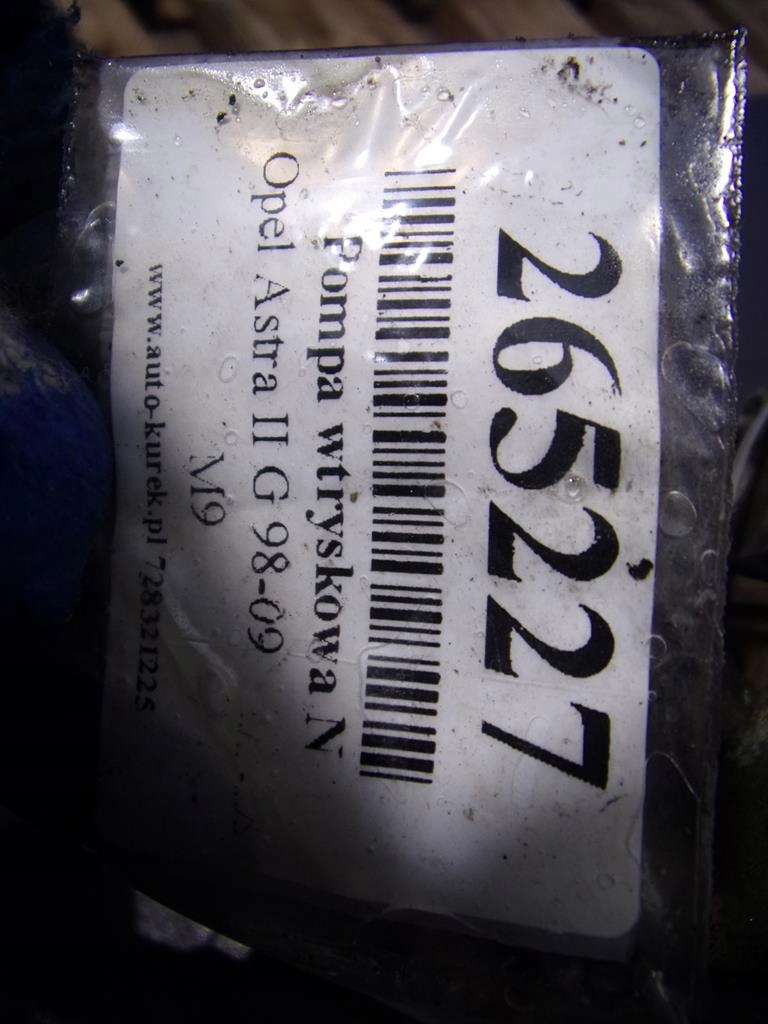 265227
Pompa wtryskowa N
Opel Astra II G 98-09
M9
www.auto-kurek.pl 728321225